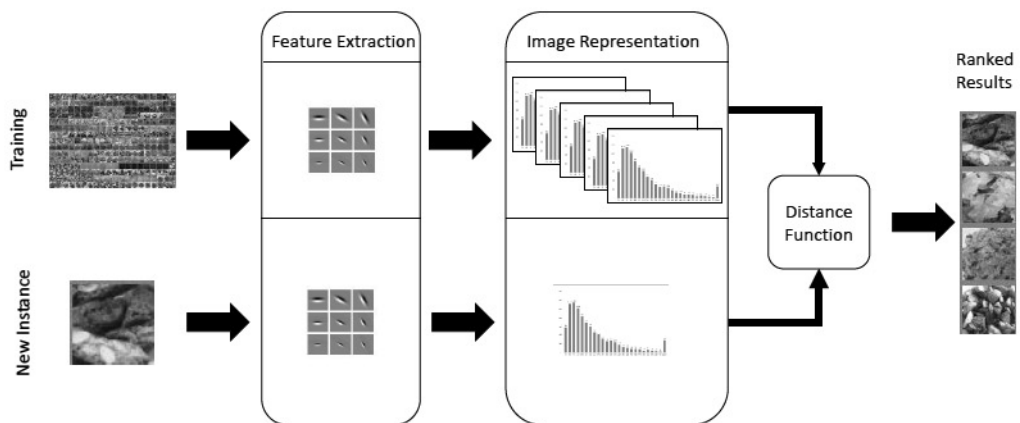 Feature Extraction
Image Representation
Ranked
Results
Training
Distance
Function
New Instance